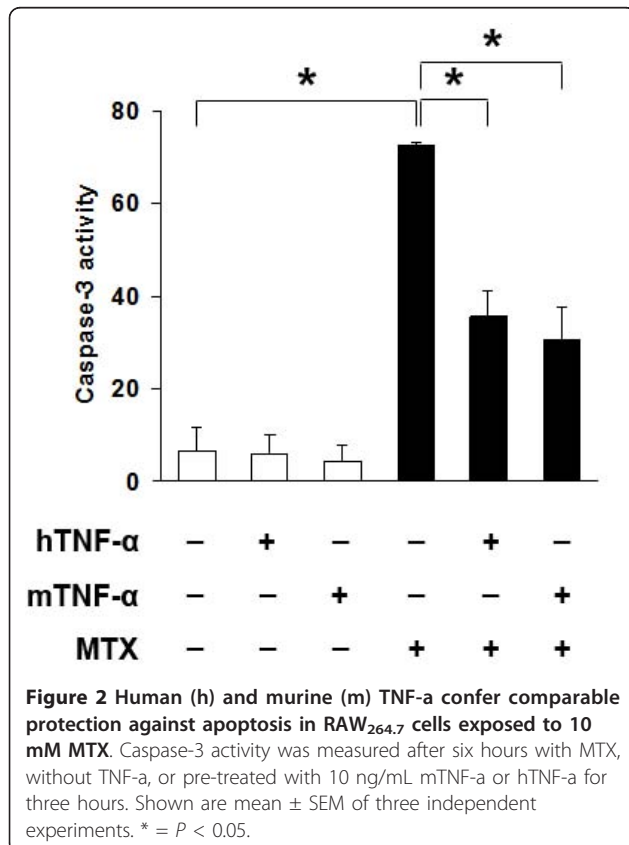 *
*
*
80
60
40
20
0
Caspase-3 activity
hTNF-α – + – – + –
mTNF-α – – + – – +
MTX – – – + + +
Figure 2 Human (h) and murine (m) TNF-a confer comparable
protection against apoptosis in RAW264.7 cells exposed to 10
mM MTX. Caspase-3 activity was measured after six hours with MTX,
without TNF-a, or pre-treated with 10 ng/mL mTNF-a or hTNF-a for
three hours. Shown are mean ± SEM of three independent
experiments. * = P < 0.05.